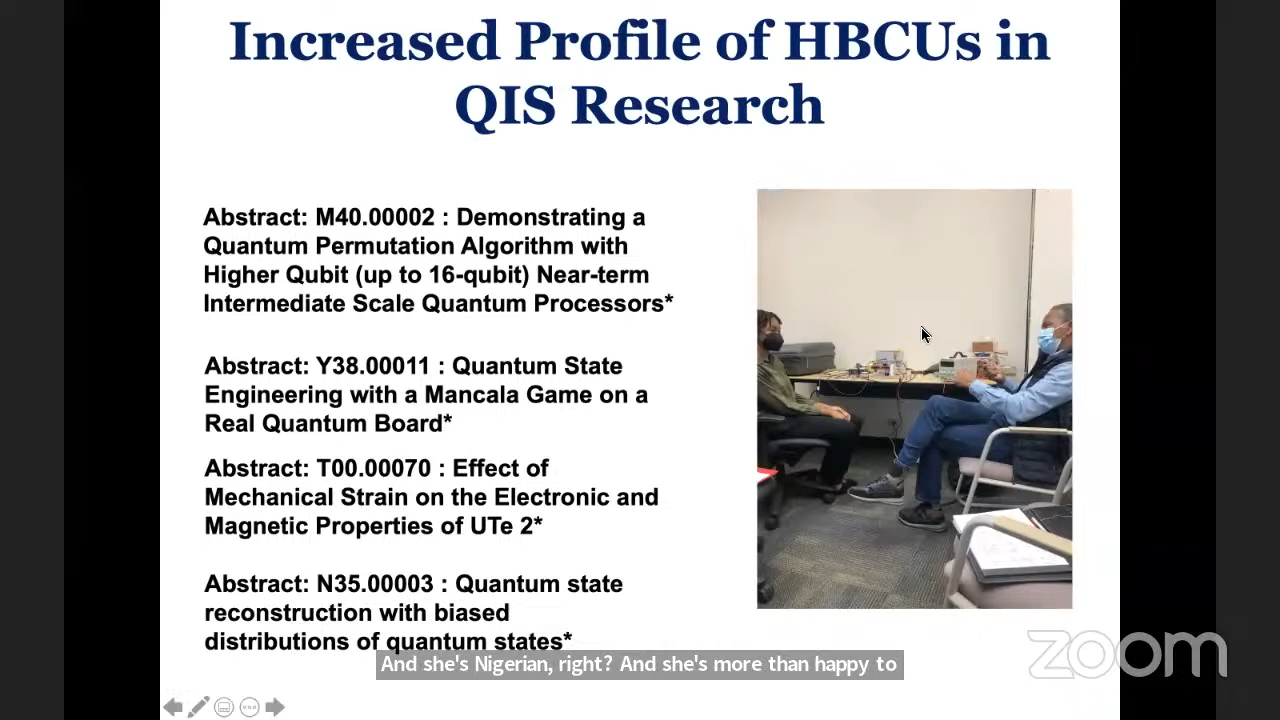 Increased Profile of HBCUs in
QIS Research
Abstract: M40.00002 : Demonstrating a
Quantum Permutation Algorithm with
Higher Qubit (up to 16-qubit) Near-term
Intermediate Scale Quantum Processors*
Abstract: Y38.00011 : Quantum State
Engineering with a Mancala Game on a
Real Quantum Board*
Abstract: T00.00070 : Effect of
Mechanical Strain on the Electronic and
Magnetic Properties of UTe 2*
Abstract: N35.00003 : Quantum state
reconstruction with biased
distributions of quantum states*
And she's Nigerian, right? And she's more than happy to
zoom